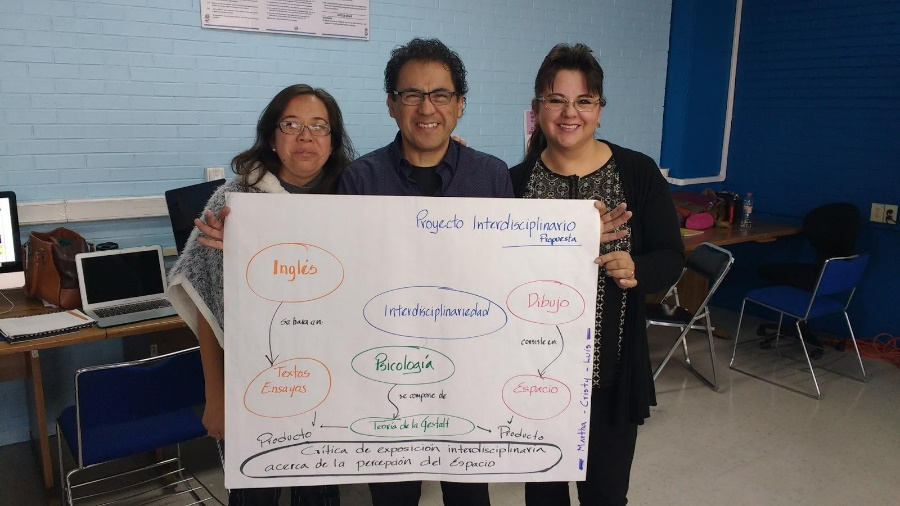 Proyecto Interdisciplinario
Propuesta
Inglés
Interdisciplinariedad
Dibujo
se basa en
consiste en
Psicología
Textos
Ensayos
se compone de
Espacio
Teoría de la Gestalt
Producto
Producto
Crítica de exposición interdisciplinaria
acerca de la percepción del Espacio
Martha - Cristy - Luis